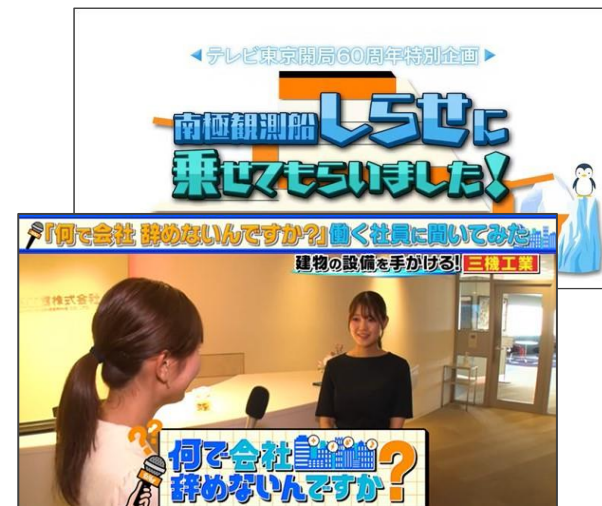 テレビ東京開局60周年特別企画
南極観測船しらせに
乗せてもらいました!
「何で会社 辞めないんですか?」働く社員に聞いてみた
建物の設備を手がける! 三機工業
株式会社
何で会社
辞めないんですか?